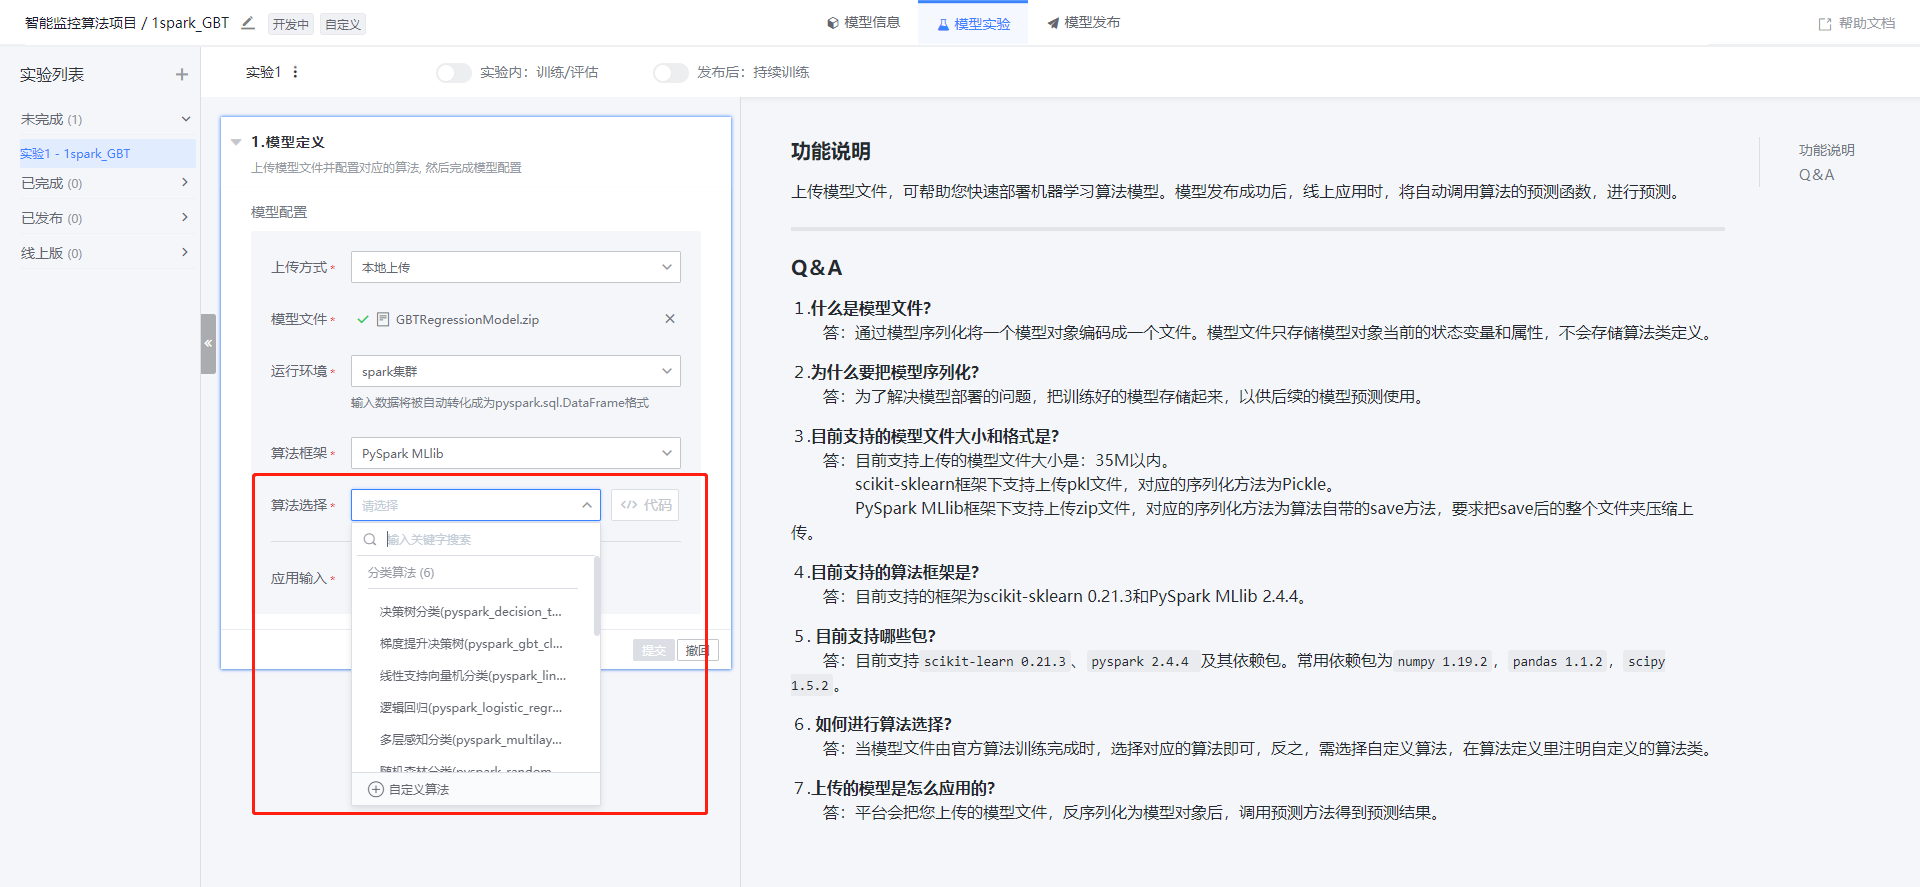 智能监控算法项目 / 1spark_GBT 开发中 自定义
模型信息 模型实验 模型发布
帮助文档
实验列表
未完成 (1)
实验1 - 1spark_GBT
已完成 (0)
已发布 (0)
线上版 (0)
实验1
实验内：训练/评估
发布后：持续训练
1.模型定义
上传模型文件并配置对应的算法, 然后完成模型配置
模型配置
上传方式* 本地上传
模型文件* GBTRegressionModel.zip
运行环境* spark集群
输入数据将被自动转化成为pyspark.sql.DataFrame格式
算法框架* PySpark MLlib
算法选择* 请选择 </> 代码
输入关键字搜索
分类算法 (6)
应用输入*
决策树分类(pyspark_decision_t...
梯度提升决策树(pyspark_gbt_cl...
线性支持向量机分类(pyspark_lin...
逻辑回归(pyspark_logistic_regr...
多层感知分类(pyspark_multilay...
随机森林分类(pyspark_random_...
自定义算法
提交 撤回
功能说明
上传模型文件，可帮助您快速部署机器学习算法模型。模型发布成功后，线上应用时，将自动调用算法的预测函数，进行预测。
Q&A
1.什么是模型文件?
答：通过模型序列化将一个模型对象编码成一个文件。模型文件只存储模型对象当前的状态变量和属性，不会存储算法类定义。
2.为什么要把模型序列化?
答：为了解决模型部署的问题，把训练好的模型存储起来，以供后续的模型预测使用。
3.目前支持的模型文件大小和格式是?
答：目前支持上传的模型文件大小是：35M以内。
scikit-sklearn框架下支持上传pkl文件，对应的序列化方法为Pickle。
PySpark MLlib框架下支持上传zip文件，对应的序列化方法为算法自带的save方法，要求把save后的整个文件夹压缩上
传。
4.目前支持的算法框架是?
答：目前支持的框架为scikit-sklearn 0.21.3和PySpark MLlib 2.4.4。
5. 目前支持哪些包?
答：目前支持 scikit-learn 0.21.3 、 pyspark 2.4.4 及其依赖包。常用依赖包为 numpy 1.19.2 ， pandas 1.1.2 ， scipy
1.5.2 。
6. 如何进行算法选择?
答：当模型文件由官方算法训练完成时，选择对应的算法即可，反之，需选择自定义算法，在算法定义里注明自定义的算法类。
7.上传的模型是怎么应用的?
答：平台会把您上传的模型文件，反序列化为模型对象后，调用预测方法得到预测结果。
功能说明
Q&A